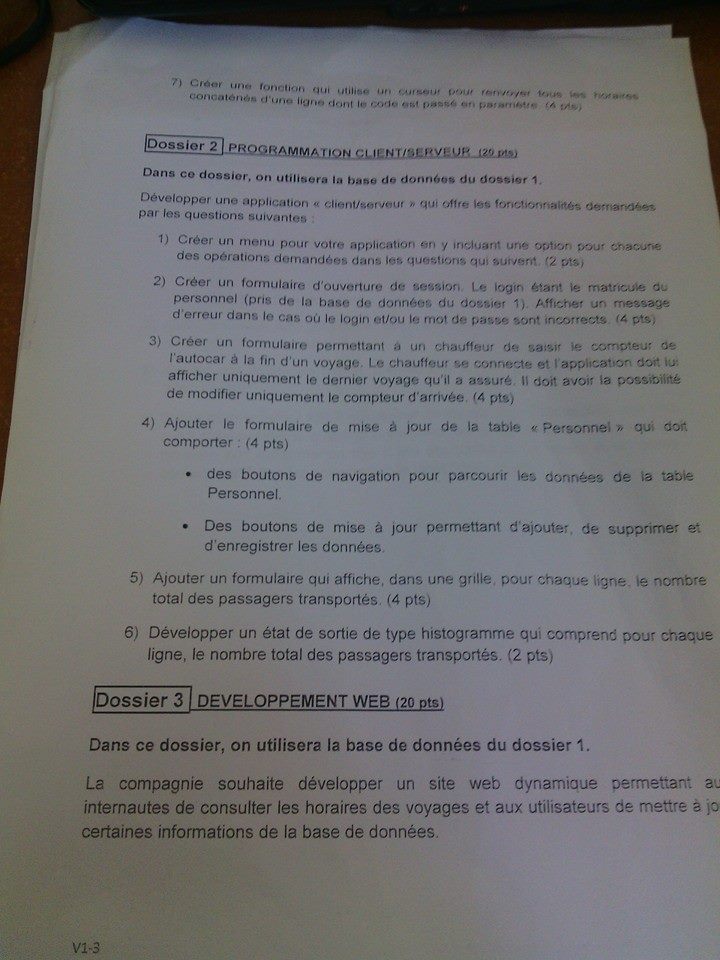 7) Créer une fonction qui utilise un curseur pour renvoyer tous les horaires
concaténés d'une ligne dont le code est passé en paramètre. (4 pts)
Dossier 2 PROGRAMMATION CLIENT/SERVEUR (20 pts)
Dans ce dossier, on utilisera la base de données du dossier 1.
Développer une application « client/serveur » qui offre les fonctionnalités demandées
par les questions suivantes :
1) Créer un menu pour votre application en y incluant une option pour chacune
des opérations demandées dans les questions qui suivent. (2 pts)
2) Créer un formulaire d'ouverture de session. Le login étant le matricule du
personnel (pris de la base de données du dossier 1). Afficher un message
d'erreur dans le cas où le login et/ou le mot de passe sont incorrects. (4 pts)
3) Créer un formulaire permettant à un chauffeur de saisir le compteur de
l'autocar à la fin d'un voyage. Le chauffeur se connecte et l'application doit lui
afficher uniquement le dernier voyage qu'il a assuré. Il doit avoir la possibilité
de modifier uniquement le compteur d'arrivée. (4 pts)
4) Ajouter le formulaire de mise à jour de la table « Personnel » qui doit
comporter : (4 pts)
• des boutons de navigation pour parcourir les données de la table
Personnel.
• Des boutons de mise à jour permettant d'ajouter, de supprimer et
d'enregistrer les données.
5) Ajouter un formulaire qui affiche, dans une grille, pour chaque ligne, le nombre
total des passagers transportés. (4 pts)
6) Développer un état de sortie de type histogramme qui comprend pour chaque
ligne, le nombre total des passagers transportés. (2 pts)
Dossier 3 DEVELOPPEMENT WEB (20 pts)
Dans ce dossier, on utilisera la base de données du dossier 1.
La compagnie souhaite développer un site web dynamique permettant au
internautes de consulter les horaires des voyages et aux utilisateurs de mettre à jo
certaines informations de la base de données.
V1-3